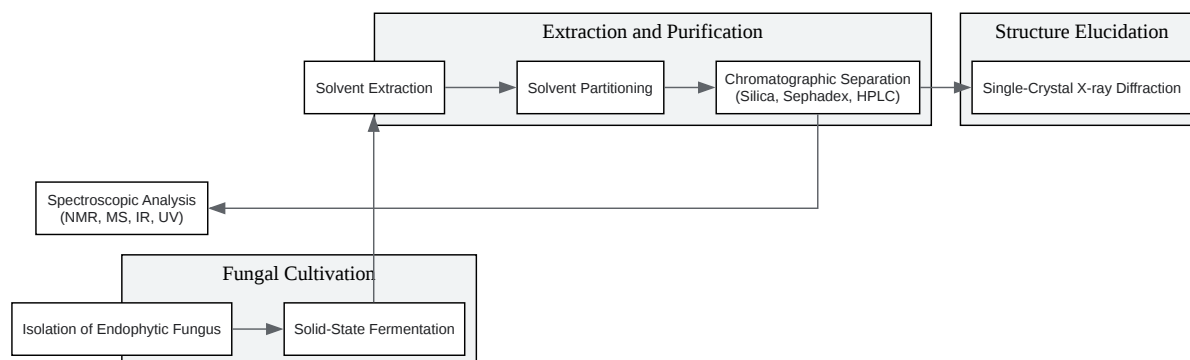 Extraction and Purification
Structure Elucidation
Solvent Extraction
Solvent Partitioning
Chromatographic Separation
(Silica, Sephadex, HPLC)
Single-Crystal X-ray Diffraction
Spectroscopic Analysis
(NMR, MS, IR, UV)
Fungal Cultivation
Isolation of Endophytic Fungus
Solid-State Fermentation